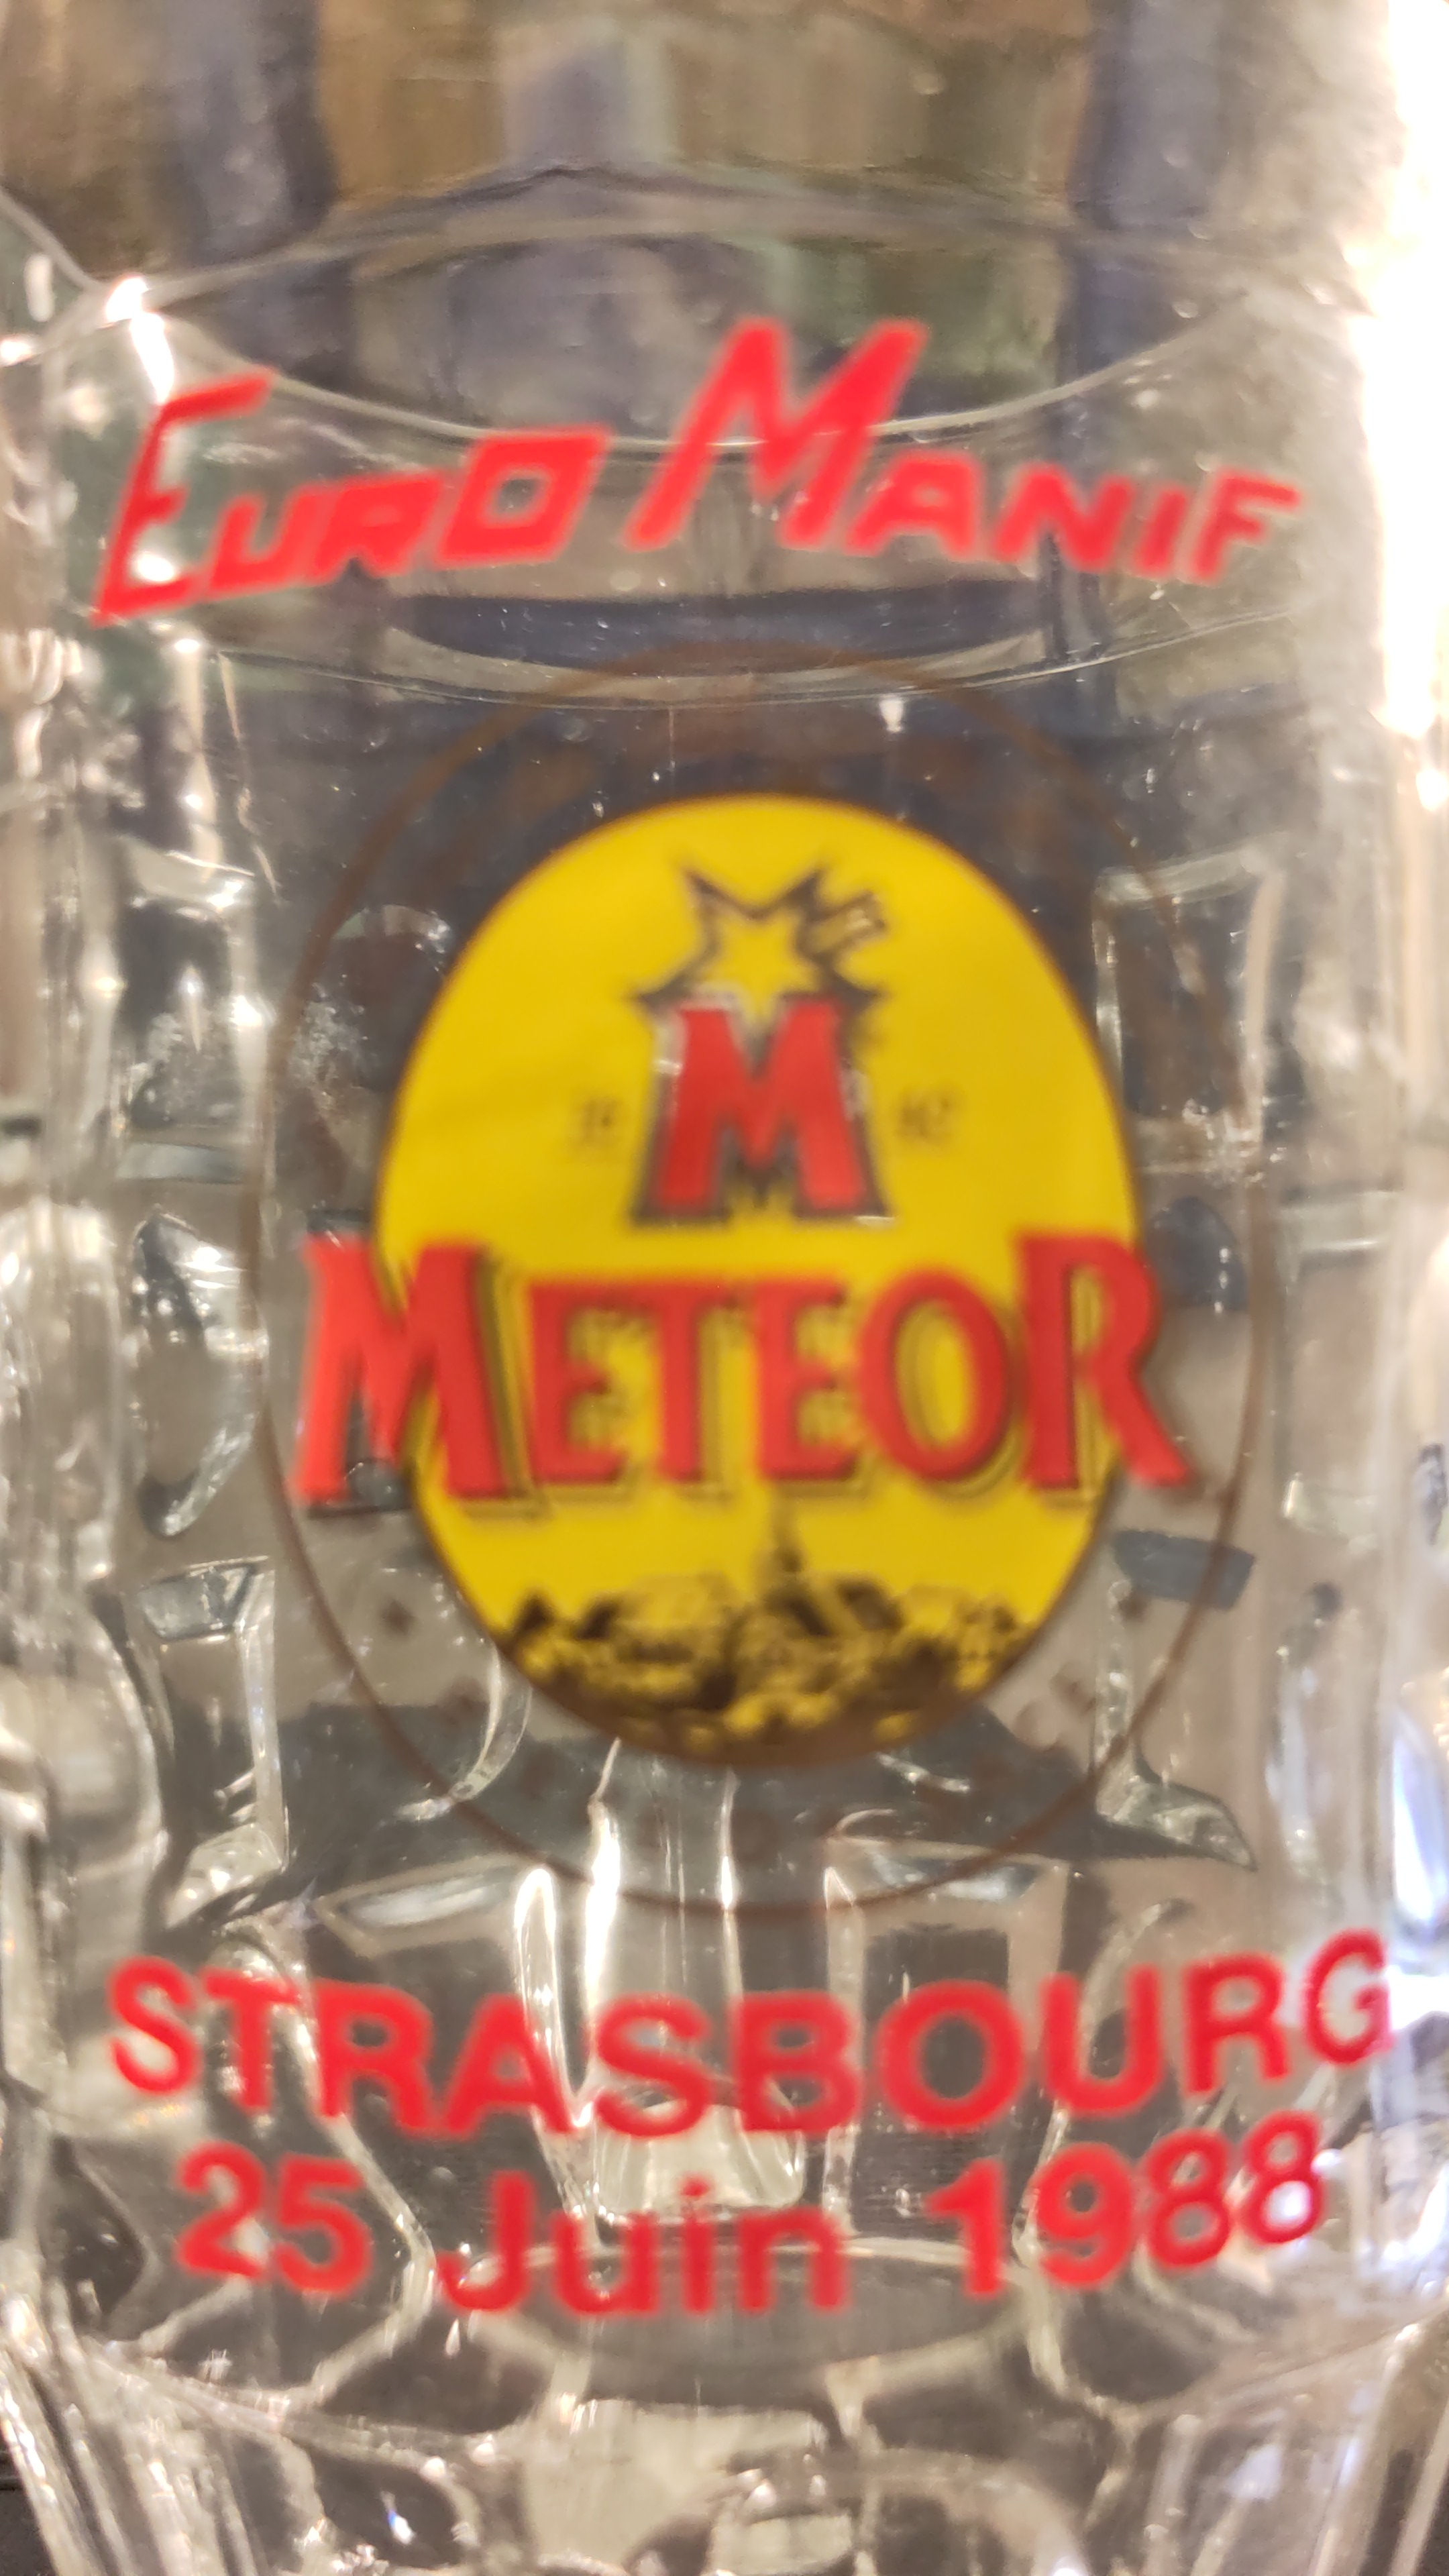 Euro Manif
M
METEOR
STRASBOURG
25 Juin 1988